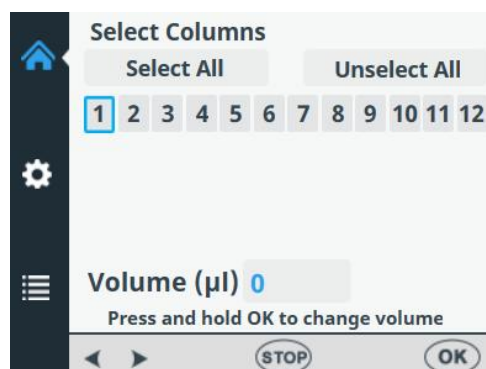 Select Columns
Select All Unselect All
1 2 3 4 5 6 7 8 9 10 11 12
Volume (µl) 0
Press and hold OK to change volume
STOP OK